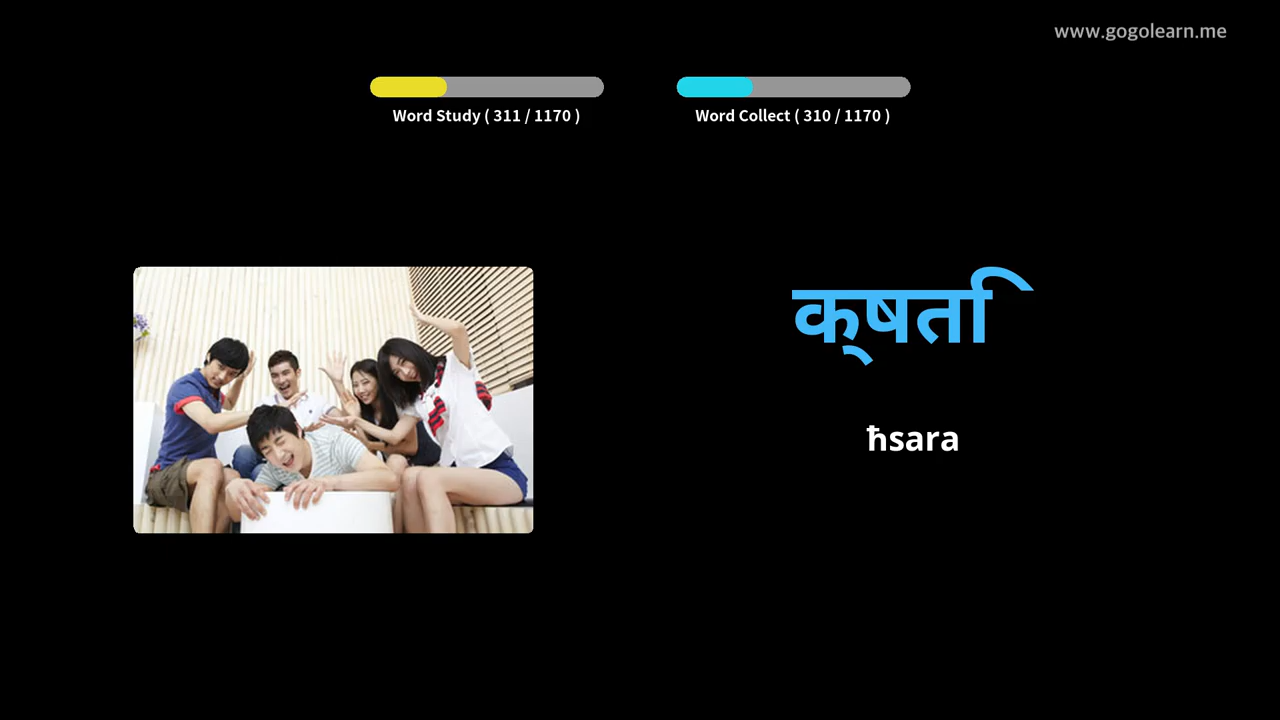 www.gogolearn.me
Word Study ( 311 / 1170 )
Word Collect ( 310 / 1170 )
क्षति
ħsara